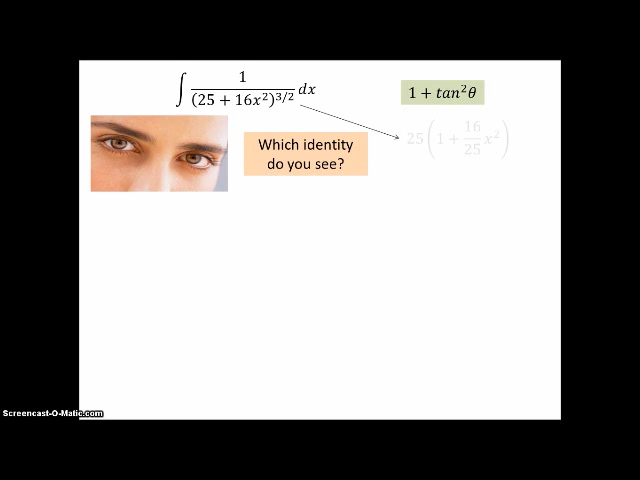 ∫ 1/(25 + 16x²)^{3/2} dx
1 + tan²θ
25(1 + 16/25 x²)
Which identity
do you see?
Screencast-O-Matic.com